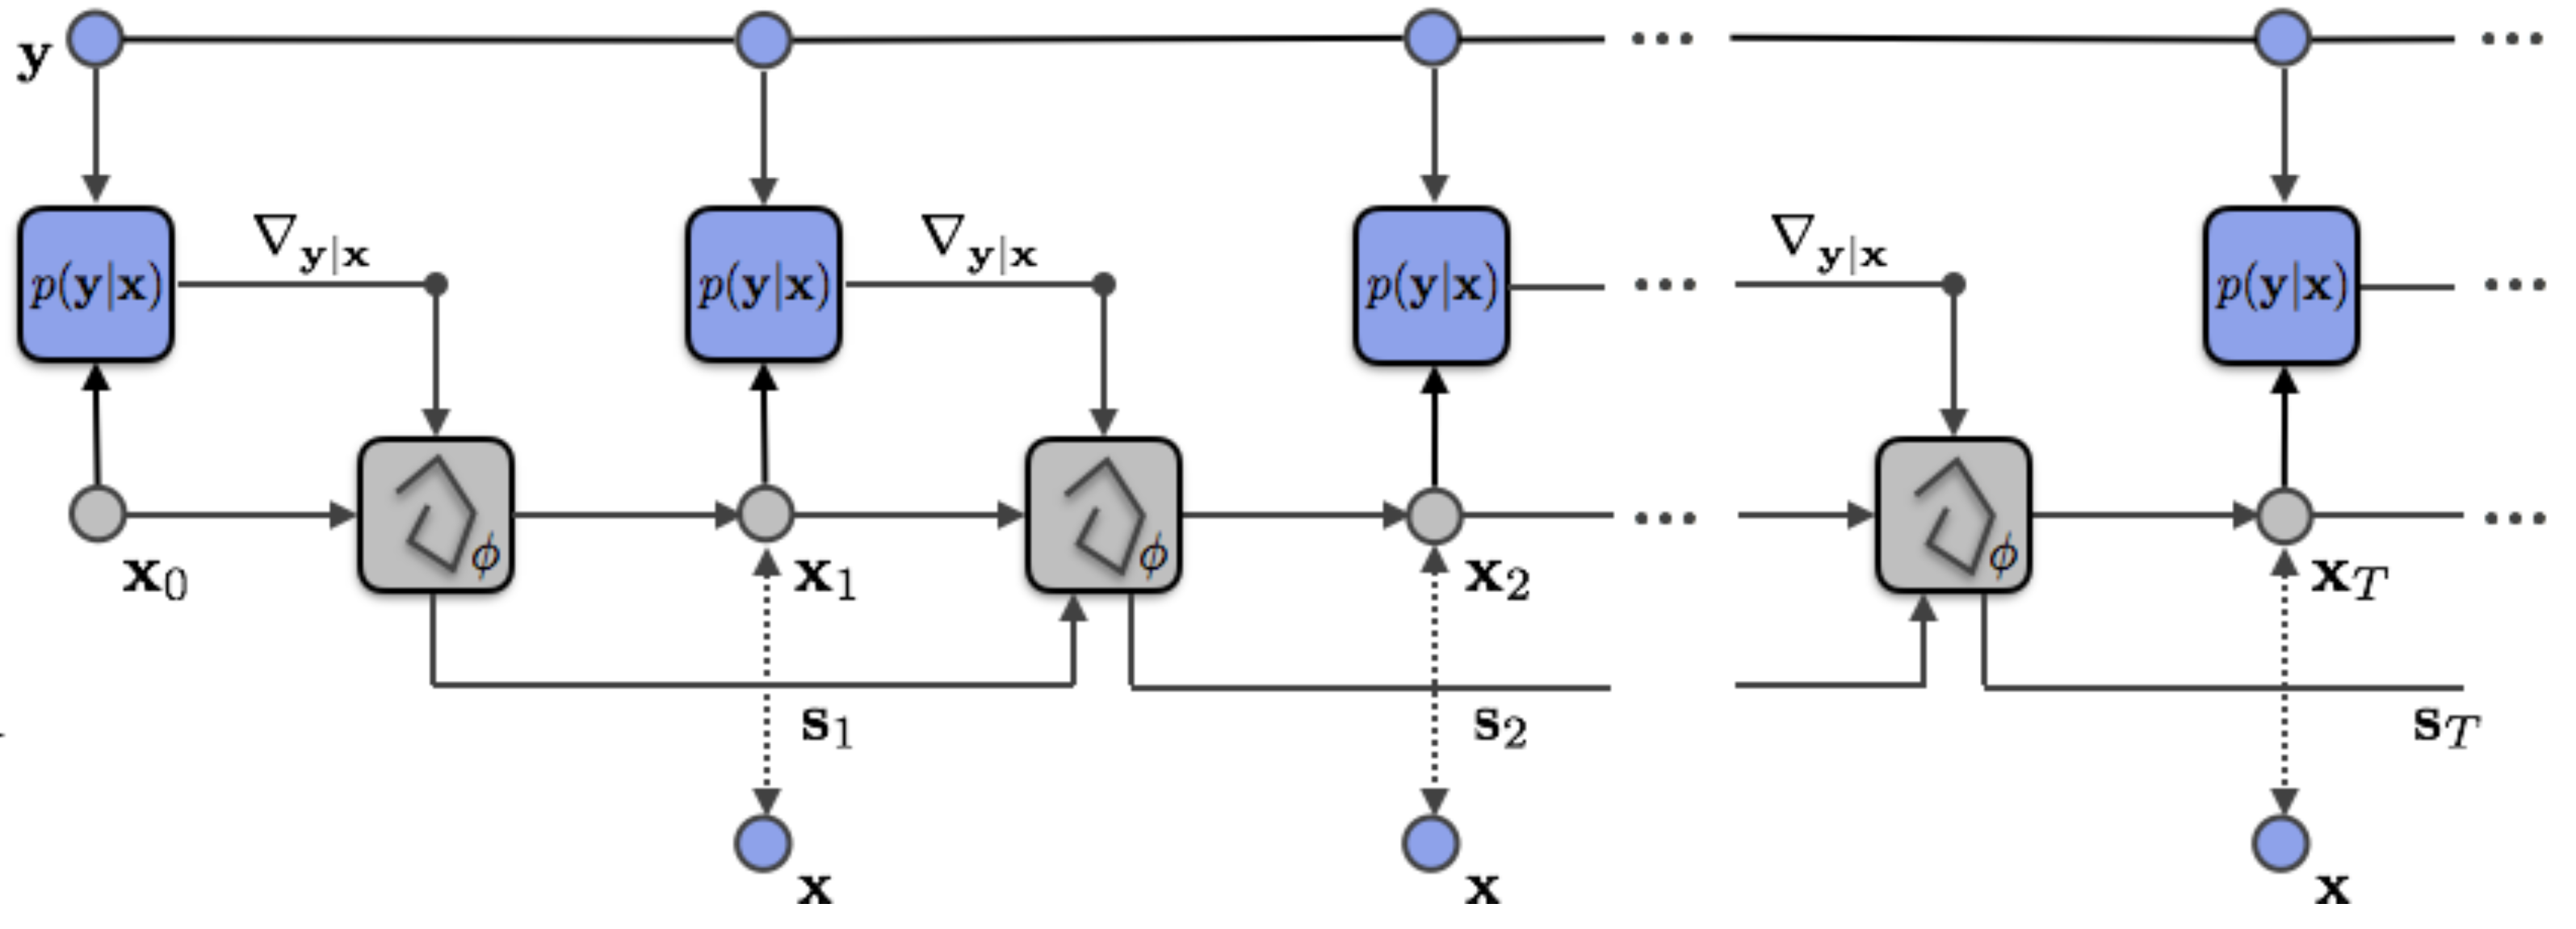 y ... ...
∇y|x ∇y|x ∇y|x
p(y|x) p(y|x) p(y|x) ... p(y|x) ...
ϕ ϕ ... ϕ ...
x0 x1 x2 xT
s1 s2 sT
x x x